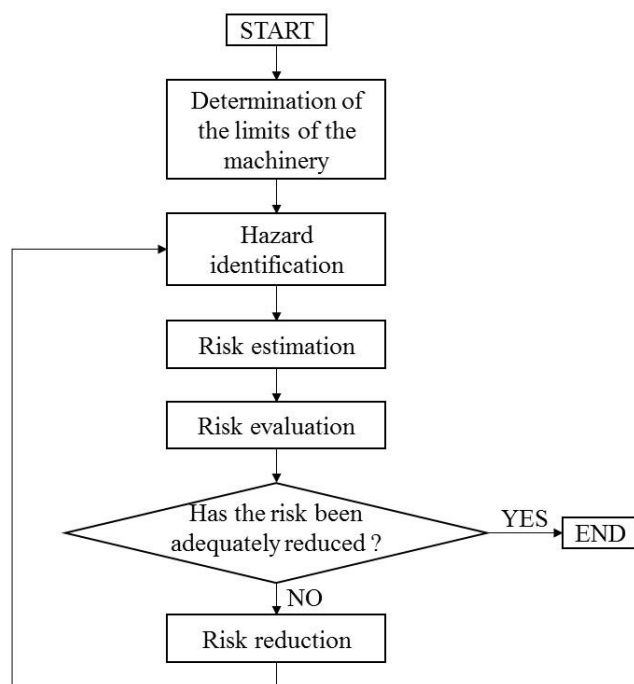 START
Determination of
the limits of the
machinery
Hazard
identification
Risk estimation
Risk evaluation
Has the risk been
adequately reduced ?
YES
END
NO
Risk reduction